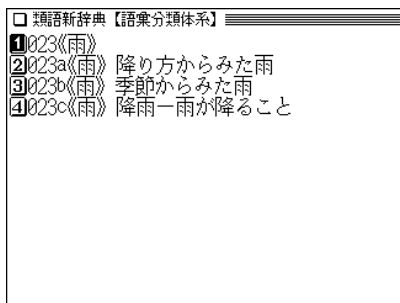 類語新辞典【語彙分類体系】
1 023《雨》
2 023a《雨》 降り方からみた雨
3 023b《雨》 季節からみた雨
4 023c《雨》 降雨―雨が降ること